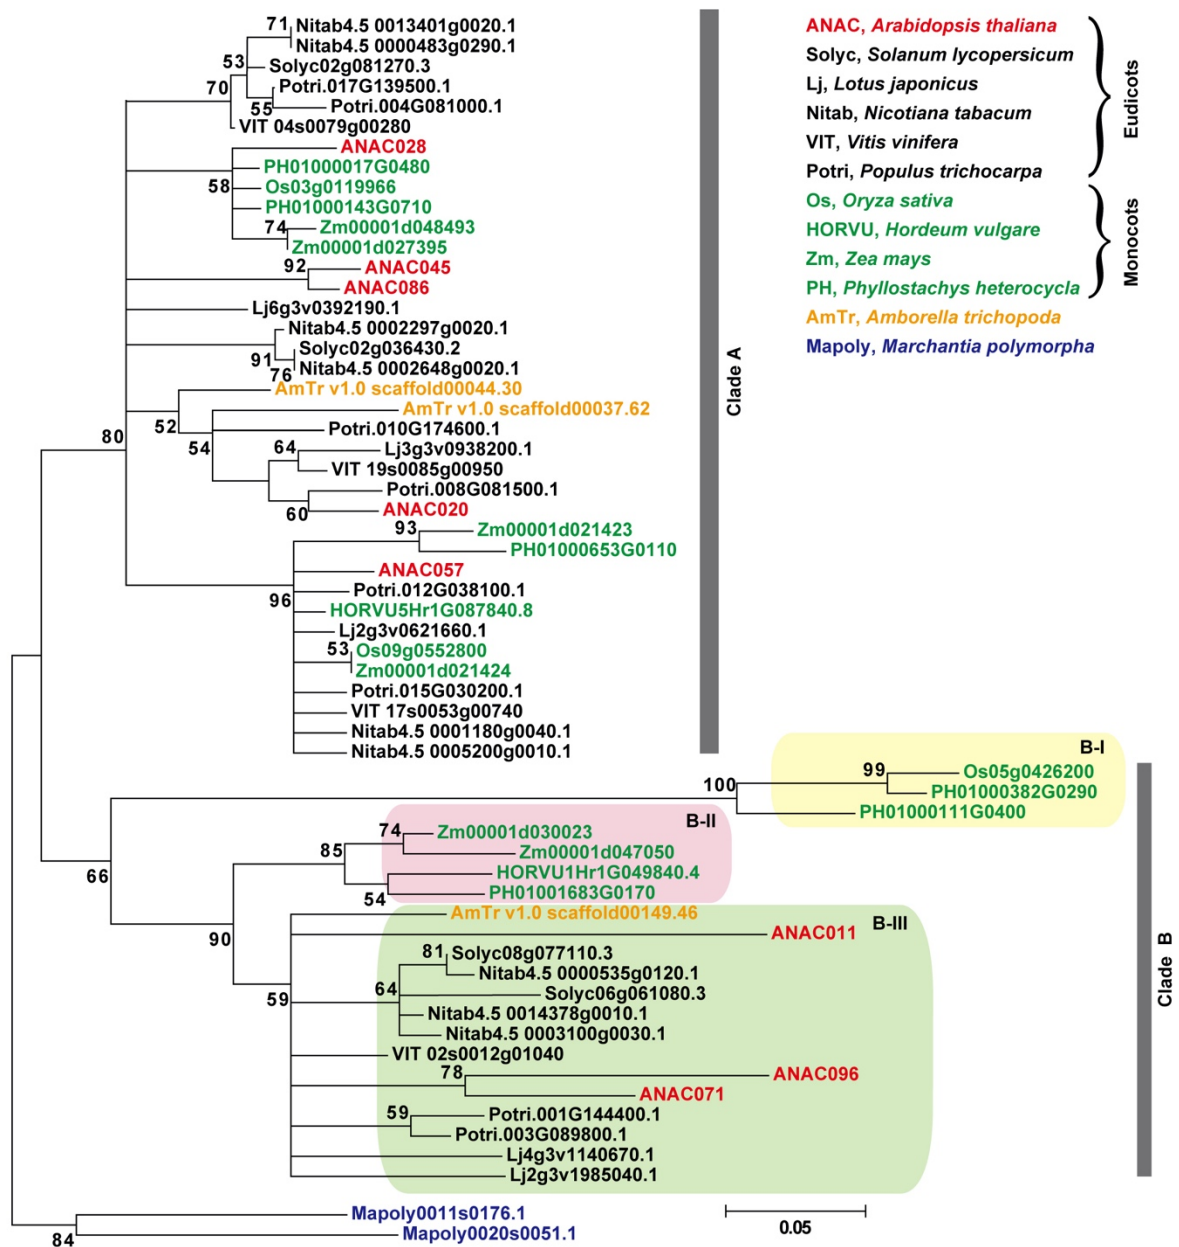 71
Nitab4.5 0013401g0020.1
Nitab4.5 0000483g0290.1
53
Solyc02g081270.3
70
Potri.017G139500.1
55
Potri.004G081000.1
VIT 04s0079g00280
ANAC028
PH01000017G0480
58
Os03g0119966
PH01000143G0710
74
Zm00001d048493
Zm00001d027395
92
ANAC045
ANAC086
Lj6g3v0392190.1
Nitab4.5 0002297g0020.1
91
Solyc02g036430.2
76
Nitab4.5 0002648g0020.1
AmTr v1.0 scaffold00044.30
52
AmTr v1.0 scaffold00037.62
80
54
Potri.010G174600.1
64
Lj3g3v0938200.1
VIT 19s0085g00950
Potri.008G081500.1
60
ANAC020
93
Zm00001d021423
PH01000653G0110
ANAC057
96
Potri.012G038100.1
HORVU5Hr1G087840.8
Lj2g3v0621660.1
53
Os09g0552800
Zm00001d021424
Potri.015G030200.1
VIT 17s0053g00740
Nitab4.5 0001180g0040.1
Nitab4.5 0005200g0010.1
Clade A
ANAC, Arabidopsis thaliana
Solyc, Solanum lycopersicum
Lj, Lotus japonicus
Nitab, Nicotiana tabacum
VIT, Vitis vinifera
Potri, Populus trichocarpa
Eudicots
Os, Oryza sativa
HORVU, Hordeum vulgare
Zm, Zea mays
PH, Phyllostachys heterocycla
Monocots
AmTr, Amborella trichopoda
Mapoly, Marchantia polymorpha
B-I
99
Os05g0426200
100
PH01000382G0290
PH01000111G0400
B-II
74
Zm00001d030023
85
Zm00001d047050
HORVU1Hr1G049840.4
54
PH01001683G0170
66
B-III
AmTr v1.0 scaffold00149.46
90
ANAC011
81
Solyc08g077110.3
Nitab4.5 0000535g0120.1
64
Solyc06g061080.3
59
Nitab4.5 0014378g0010.1
Nitab4.5 0003100g0030.1
VIT 02s0012g01040
78
ANAC096
ANAC071
59
Potri.001G144400.1
Potri.003G089800.1
Lj4g3v1140670.1
Lj2g3v1985040.1
Clade B
Mapoly0011s0176.1
84
Mapoly0020s0051.1
0.05